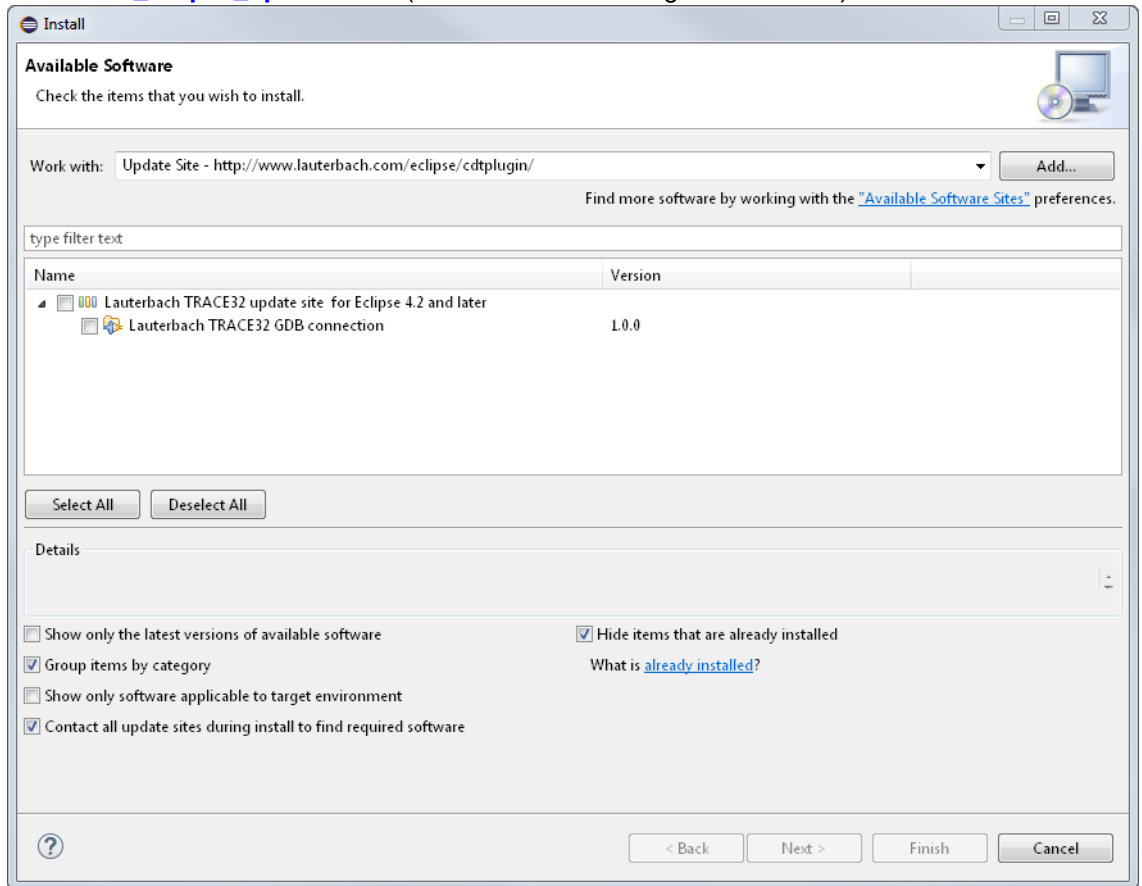 Install
Available Software
Check the items that you wish to install.
Work with: Update Site - http://www.lauterbach.com/eclipse/cdtplugin/ Add...
Find more software by working with the "Available Software Sites" preferences.
type filter text
Name Version
Lauterbach TRACE32 update site for Eclipse 4.2 and later
Lauterbach TRACE32 GDB connection 1.0.0
Select All Deselect All
Details
Show only the latest versions of available software Hide items that are already installed
Group items by category What is already installed?
Show only software applicable to target environment
Contact all update sites during install to find required software
? < Back Next > Finish Cancel